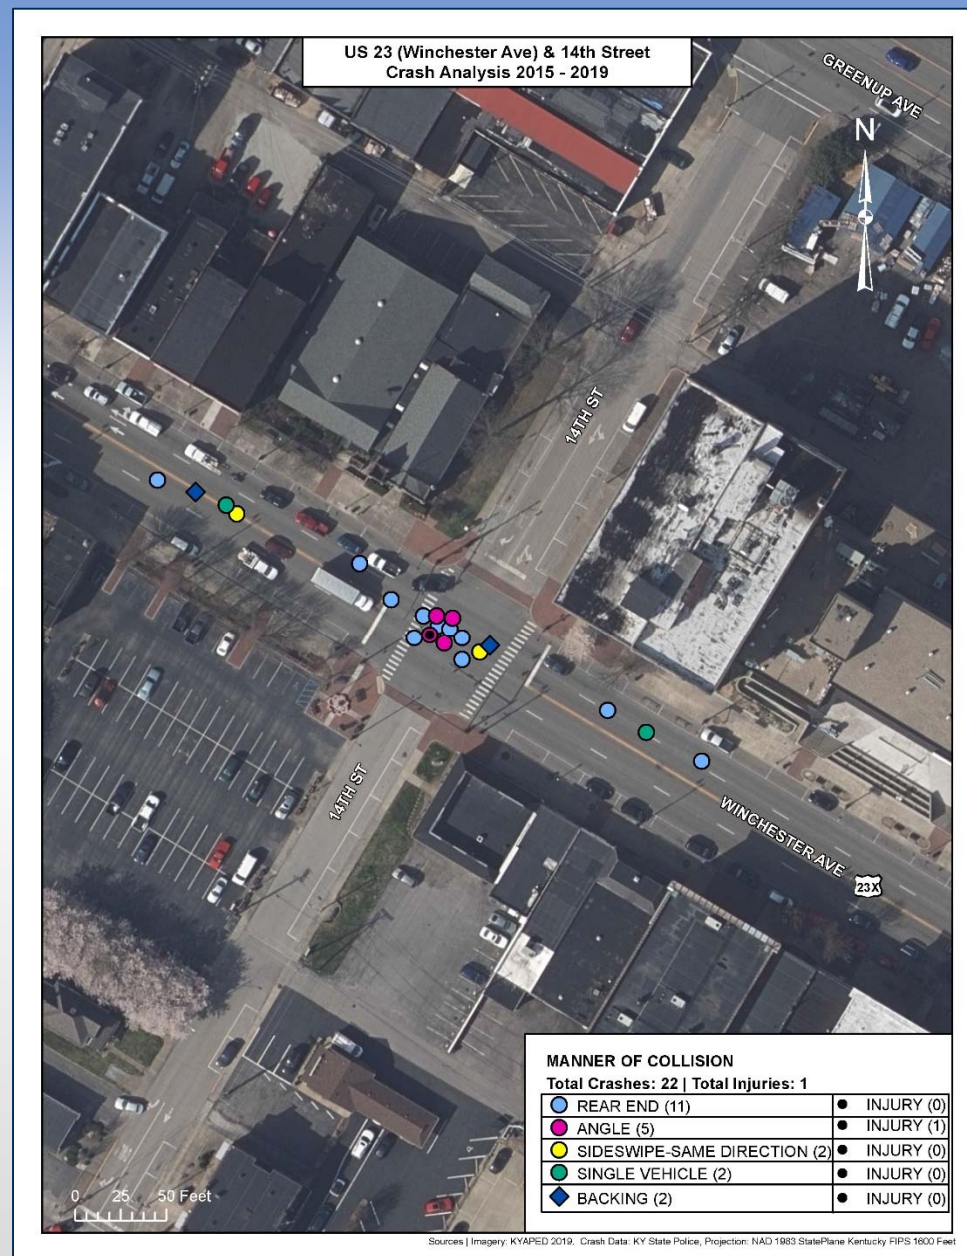 US 23 (Winchester Ave) & 14th Street
Crash Analysis 2015 - 2019
GREENUP AVE
N
14TH ST
14TH ST
WINCHESTER AVE
23X
MANNER OF COLLISION
Total Crashes: 22 | Total Injuries: 1
REAR END (11) INJURY (0)
ANGLE (5) INJURY (1)
SIDESWIPE-SAME DIRECTION (2) INJURY (0)
SINGLE VEHICLE (2) INJURY (0)
BACKING (2) INJURY (0)
0 25 50 Feet
Sources | Imagery: KYAPED 2019, Crash Data: KY State Police, Projection: NAD 1983 StatePlane Kentucky FIPS 1600 Feet